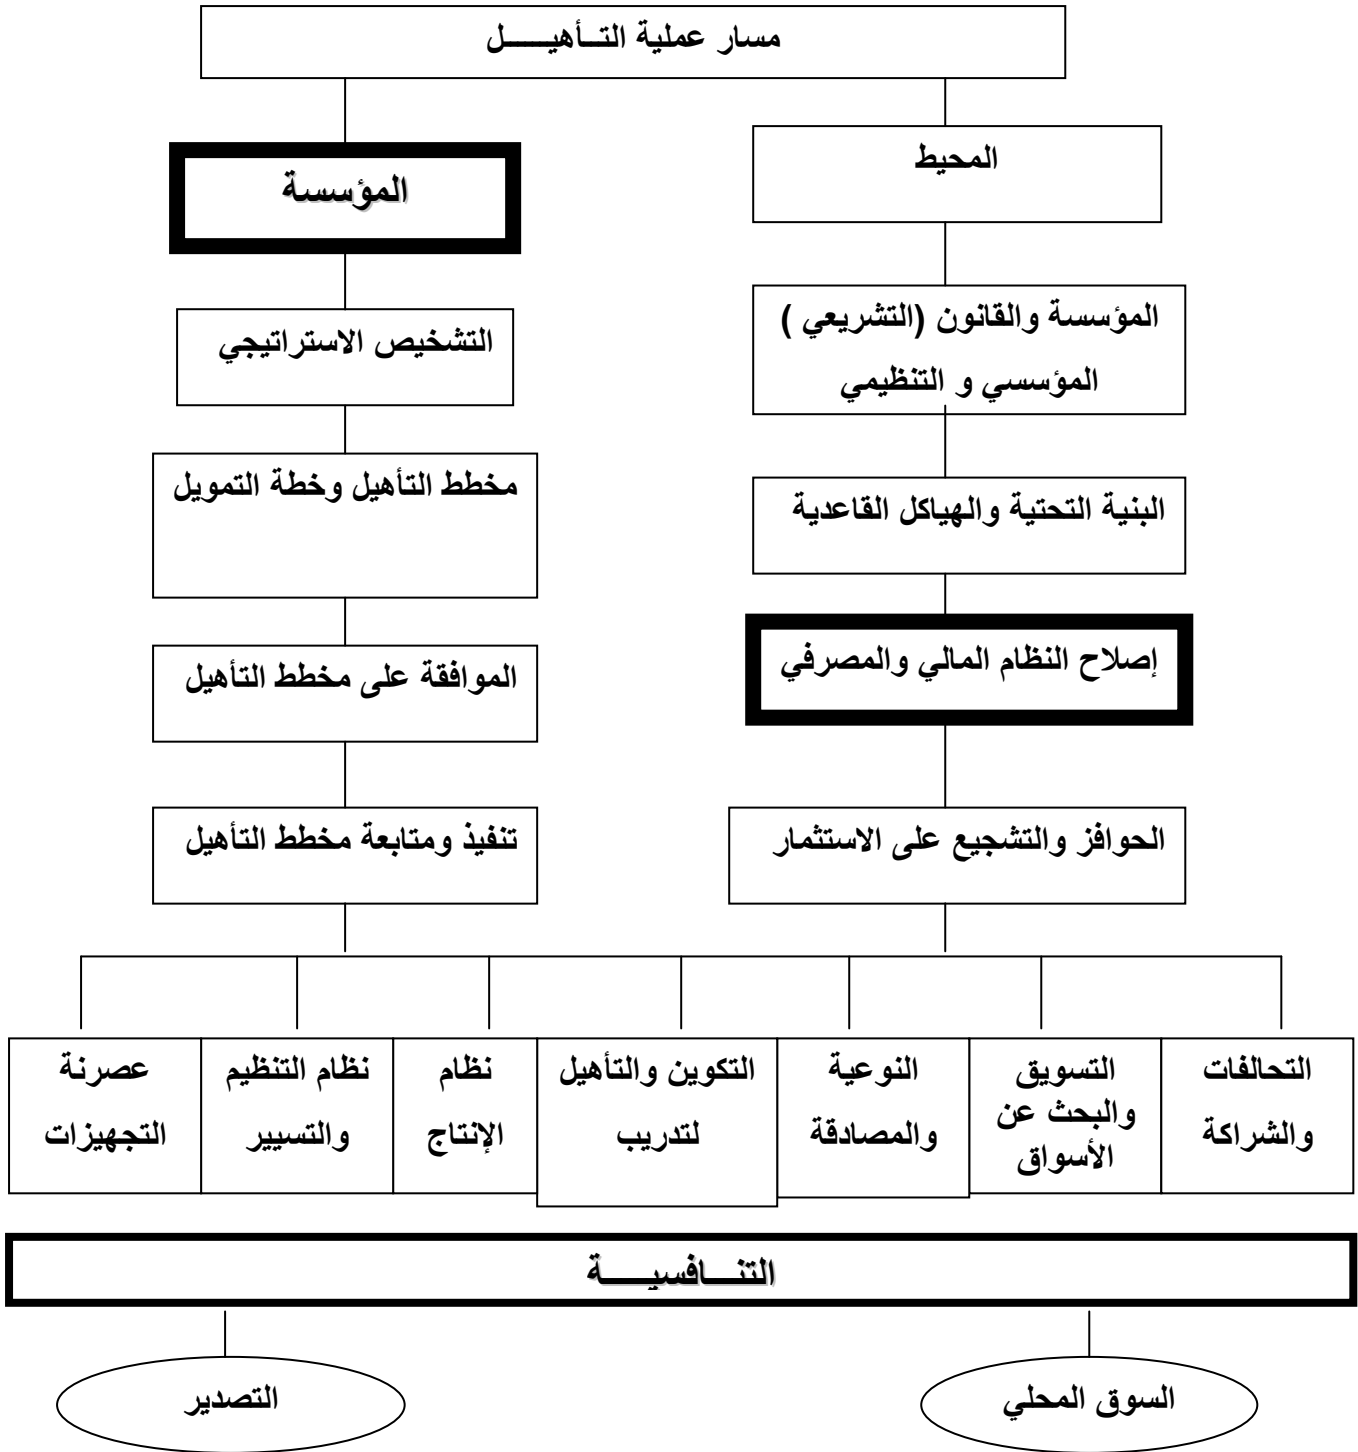 مسار عملية التــأهيـــــل
المحيط
المؤسسة
المؤسسة والقانون (التشريعي )
المؤسسي و التنظيمي
التشخيص الاستراتيجي
البنية التحتية والهياكل القاعدية
مخطط التأهيل وخطة التمويل
إصلاح النظام المالي والمصرفي
الموافقة على مخطط التأهيل
الحوافز والتشجيع على الاستثمار
تنفيذ ومتابعة مخطط التأهيل
التحالفات
والشراكة
التسويق
والبحث عن
الأسواق
النوعية
والمصادقة
التكوين والتأهيل
لتدريب
نظام
الإنتاج
نظام التنظيم
والتسيير
عصرنة
التجهيزات
التنـــافسيـــــة
السوق المحلي
التصدير